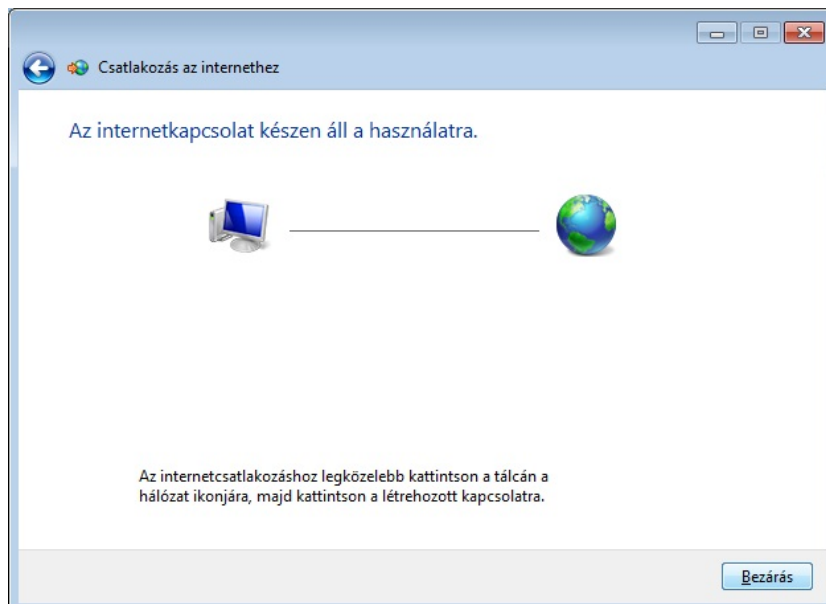 Csatlakozás az internethez
Az internetkapcsolat készen áll a használatra.
Az internetcsatlakozáshoz legközelebb kattintson a tálcán a
hálózat ikonjára, majd kattintson a létrehozott kapcsolatra.
Bezárás